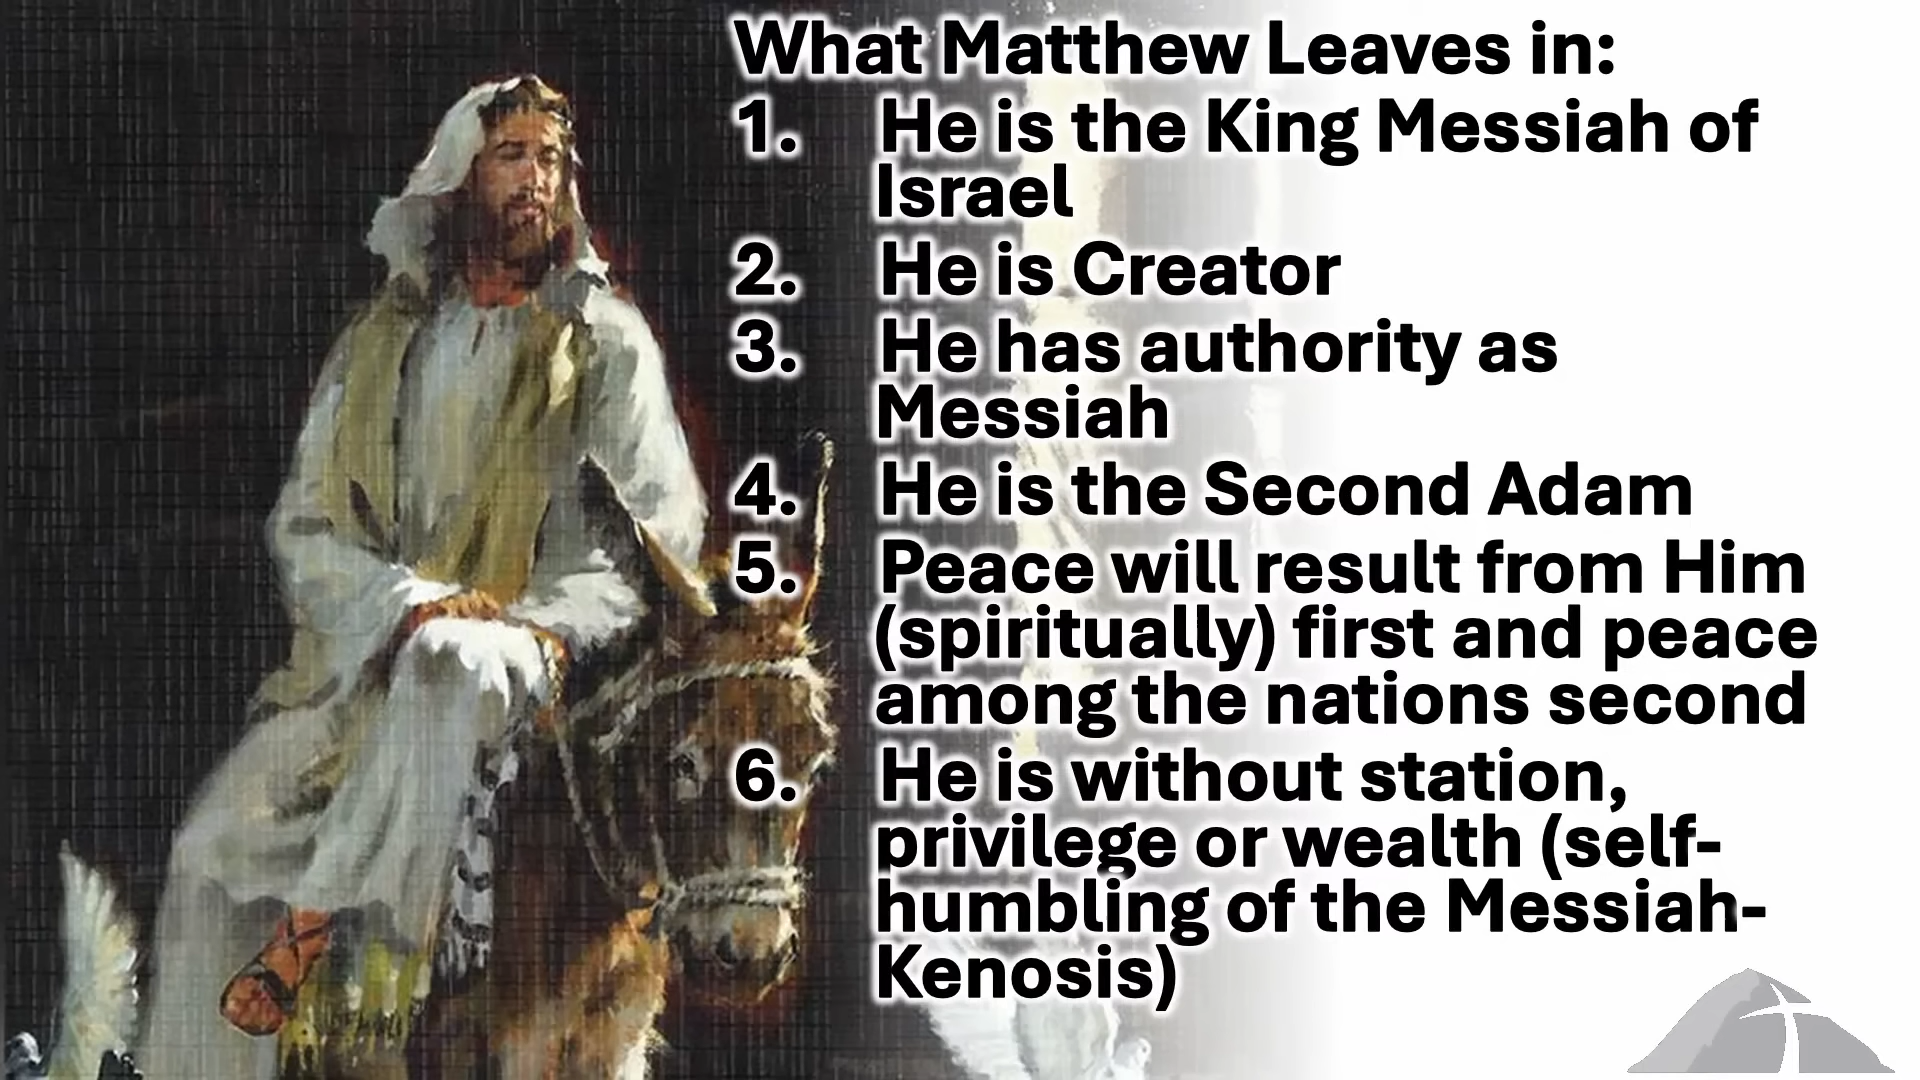 What Matthew Leaves in:
1. He is the King Messiah of
Israel
2. He is Creator
3. He has authority as
Messiah
4. He is the Second Adam
5. Peace will result from Him
(spiritually) first and peace
among the nations second
6. He is without station,
privilege or wealth (self-
humbling of the Messiah-
Kenosis)